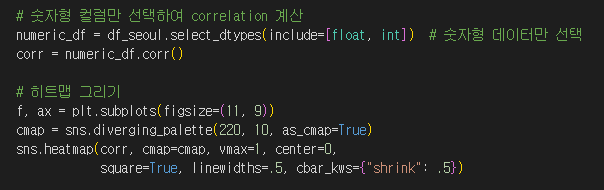 # 숫자형 컬럼만 선택하여 correlation 계산
numeric_df = df_seoul.select_dtypes(include=[float, int])  # 숫자형 데이터만 선택
corr = numeric_df.corr()

# 히트맵 그리기
f, ax = plt.subplots(figsize=(11, 9))
cmap = sns.diverging_palette(220, 10, as_cmap=True)
sns.heatmap(corr, cmap=cmap, vmax=1, center=0,
            square=True, linewidths=.5, cbar_kws={"shrink": .5})